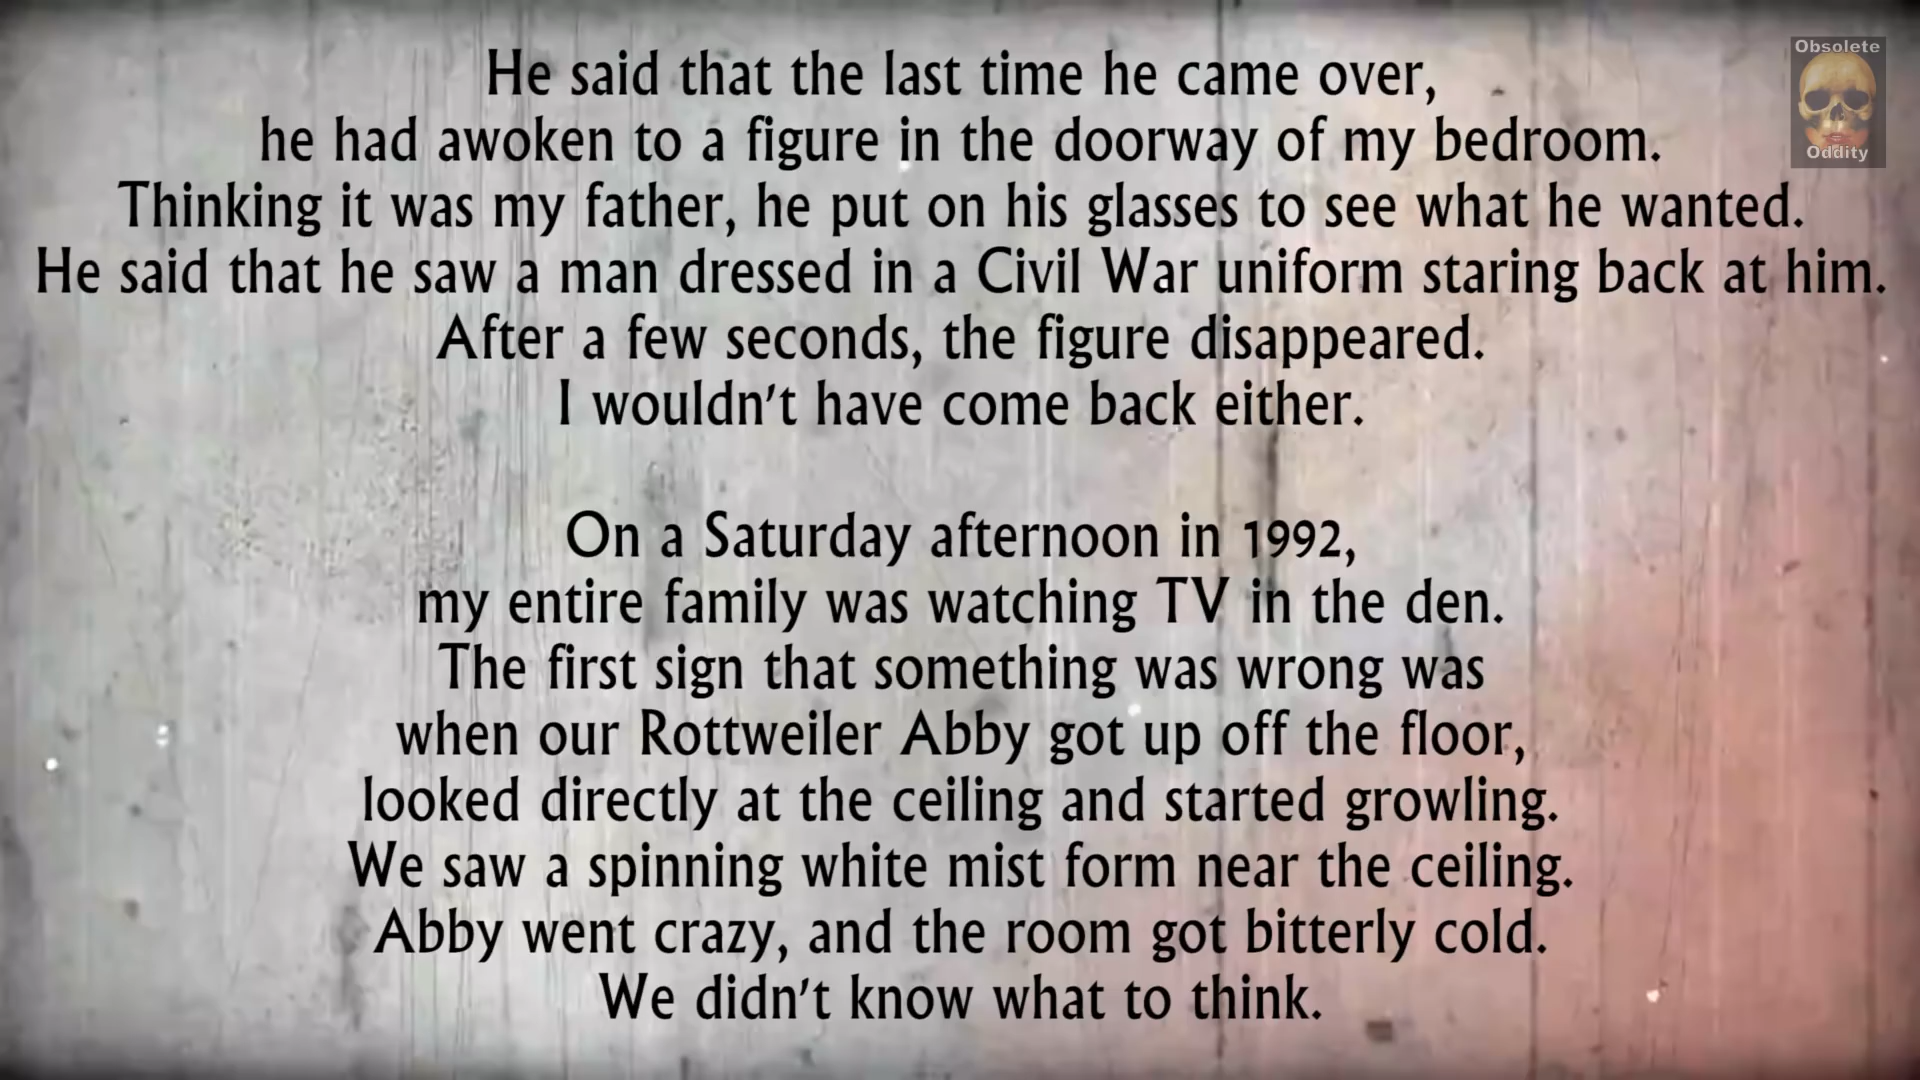 Obsolete
Oddity
He said that the last time he came over,
he had awoken to a figure in the doorway of my bedroom.
Thinking it was my father, he put on his glasses to see what he wanted.
He said that he saw a man dressed in a Civil War uniform staring back at him.
After a few seconds, the figure disappeared.
I wouldn't have come back either.
On a Saturday afternoon in 1992,
my entire family was watching TV in the den.
The first sign that something was wrong was
when our Rottweiler Abby got up off the floor,
looked directly at the ceiling and started growling.
We saw a spinning white mist form near the ceiling.
Abby went crazy, and the room got bitterly cold.
We didn't know what to think.